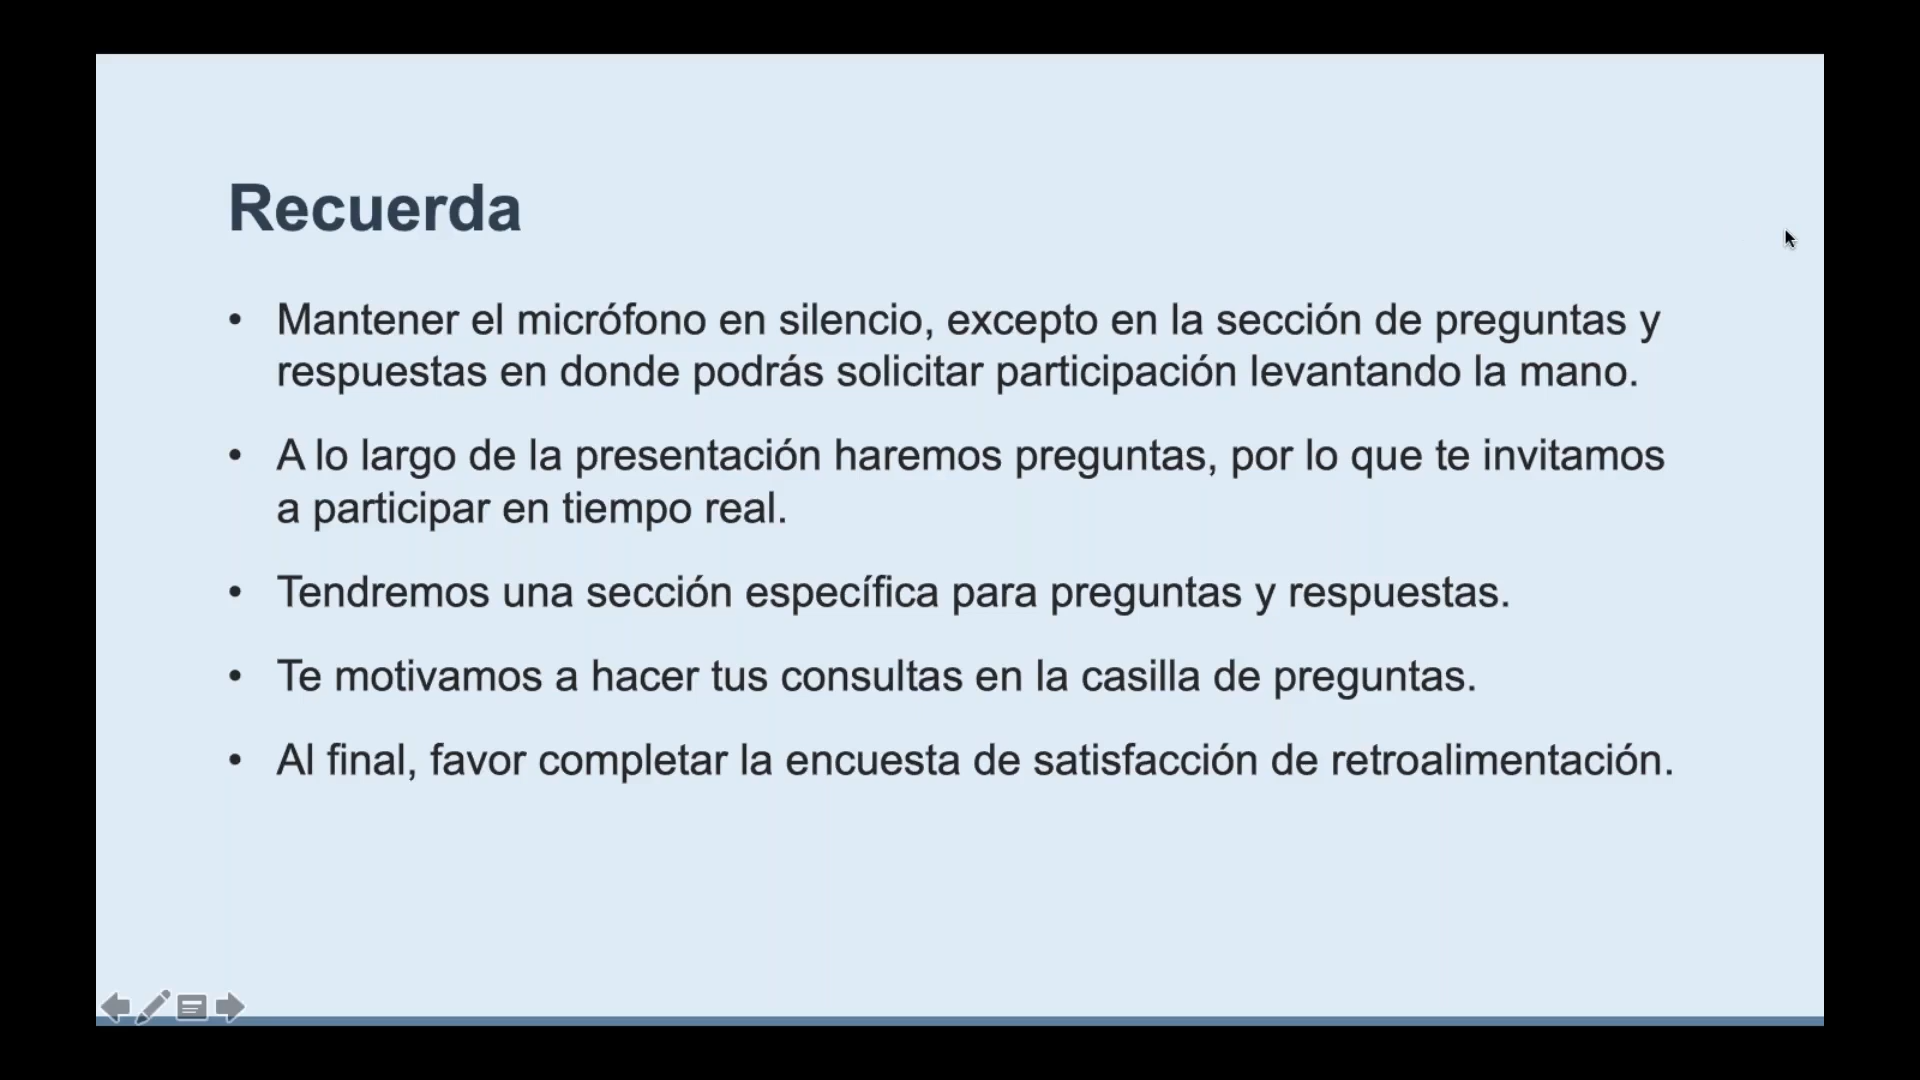 Recuerda
• Mantener el micrófono en silencio, excepto en la sección de preguntas y
respuestas en donde podrás solicitar participación levantando la mano.
• A lo largo de la presentación haremos preguntas, por lo que te invitamos
a participar en tiempo real.
• Tendremos una sección específica para preguntas y respuestas.
• Te motivamos a hacer tus consultas en la casilla de preguntas.
• Al final, favor completar la encuesta de satisfacción de retroalimentación.